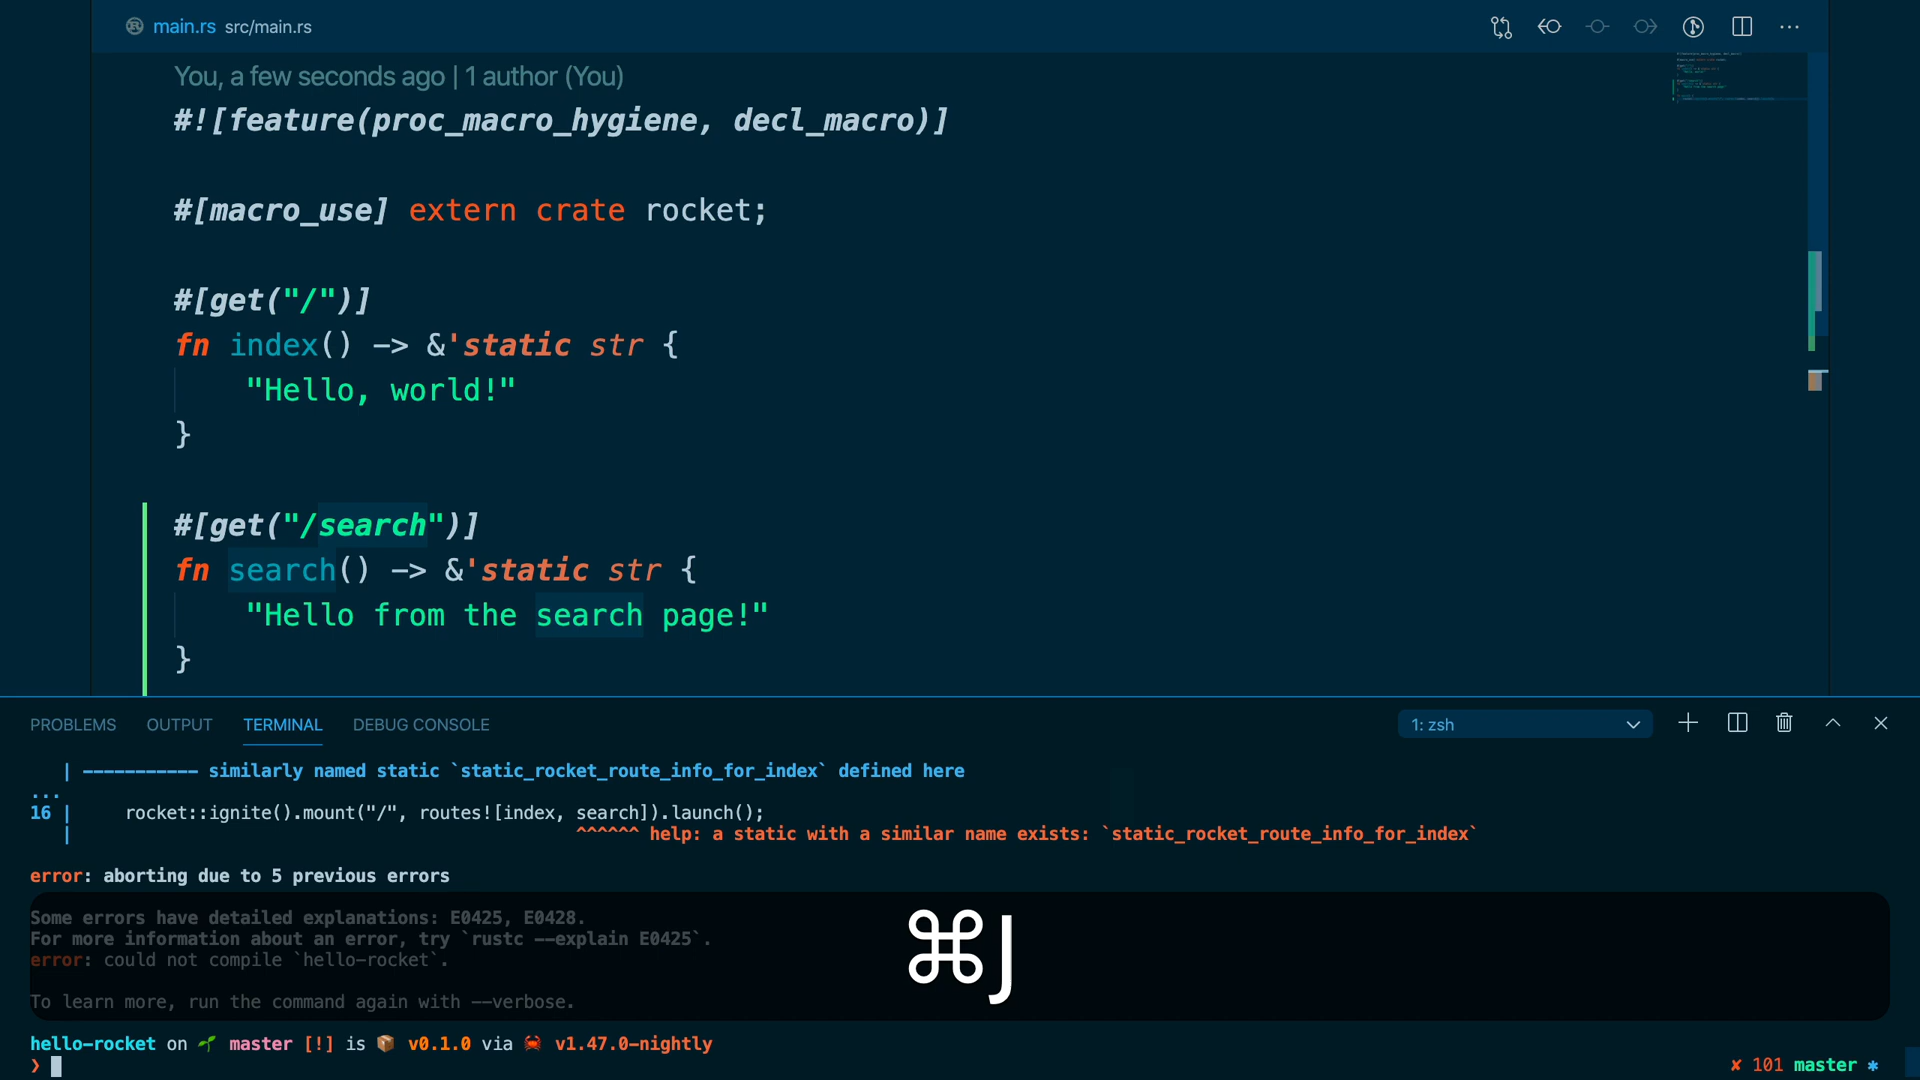 main.rs src/main.rs
You, a few seconds ago | 1 author (You)
#![feature(proc_macro_hygiene, decl_macro)]
#[macro_use] extern crate rocket;
#[get("/")]
fn index() -> &'static str {
"Hello, world!"
}
#[get("/search")]
fn search() -> &'static str {
"Hello from the search page!"
}
PROBLEMS OUTPUT TERMINAL DEBUG CONSOLE 1: zsh
| ----------- similarly named static `static_rocket_route_info_for_index` defined here
...
16 | rocket::ignite().mount("/", routes![index, search]).launch();
| ^^^^^^ help: a static with a similar name exists: `static_rocket_route_info_for_index`
error: aborting due to 5 previous errors
Some errors have detailed explanations: E0425, E0428.
For more information about an error, try `rustc --explain E0425`.
error: could not compile `hello-rocket`.
To learn more, run the command again with --verbose.
⌘J
hello-rocket on 🌱 master [!] is 📦 v0.1.0 via 🦀 v1.47.0-nightly
❯ ✘ 101 master ✱